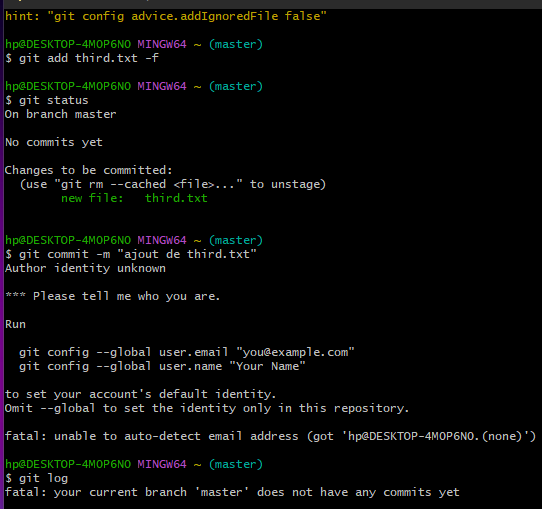 hint: "git config advice.addIgnoredFile false"
hp@DESKTOP-4MOP6NO MINGW64 ~ (master)
$ git add third.txt -f
hp@DESKTOP-4MOP6NO MINGW64 ~ (master)
$ git status
On branch master
No commits yet
Changes to be committed:
  (use "git rm --cached <file>..." to unstage)
        new file:   third.txt
hp@DESKTOP-4MOP6NO MINGW64 ~ (master)
$ git commit -m "ajout de third.txt"
Author identity unknown
*** Please tell me who you are.
Run
  git config --global user.email "you@example.com"
  git config --global user.name "Your Name"
to set your account's default identity.
Omit --global to set the identity only in this repository.
fatal: unable to auto-detect email address (got 'hp@DESKTOP-4MOP6NO.(none)')
hp@DESKTOP-4MOP6NO MINGW64 ~ (master)
$ git log
fatal: your current branch 'master' does not have any commits yet